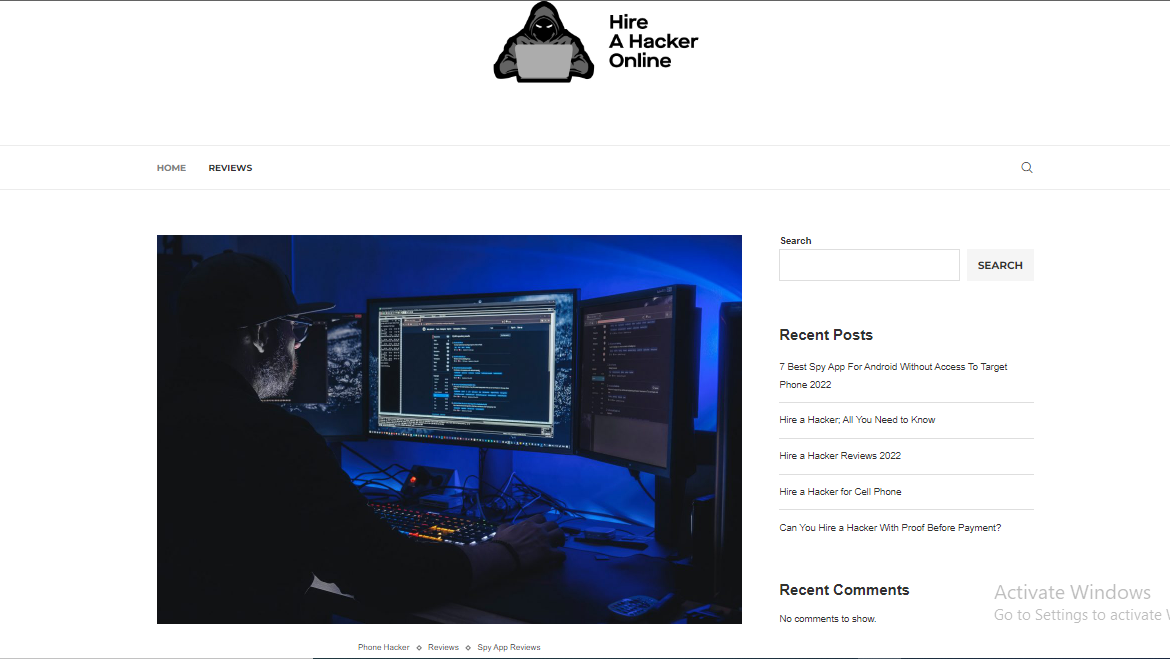 Hire
A Hacker
Online
HOME
REVIEWS
Search
SEARCH
Recent Posts
7 Best Spy App For Android Without Access To Target
Phone 2022
Hire a Hacker; All You Need to Know
Hire a Hacker Reviews 2022
Hire a Hacker for Cell Phone
Can You Hire a Hacker With Proof Before Payment?
Recent Comments
No comments to show.
Activate Windows
Go to Settings to activate W
Phone Hacker ◇ Reviews ◇ Spy App Reviews